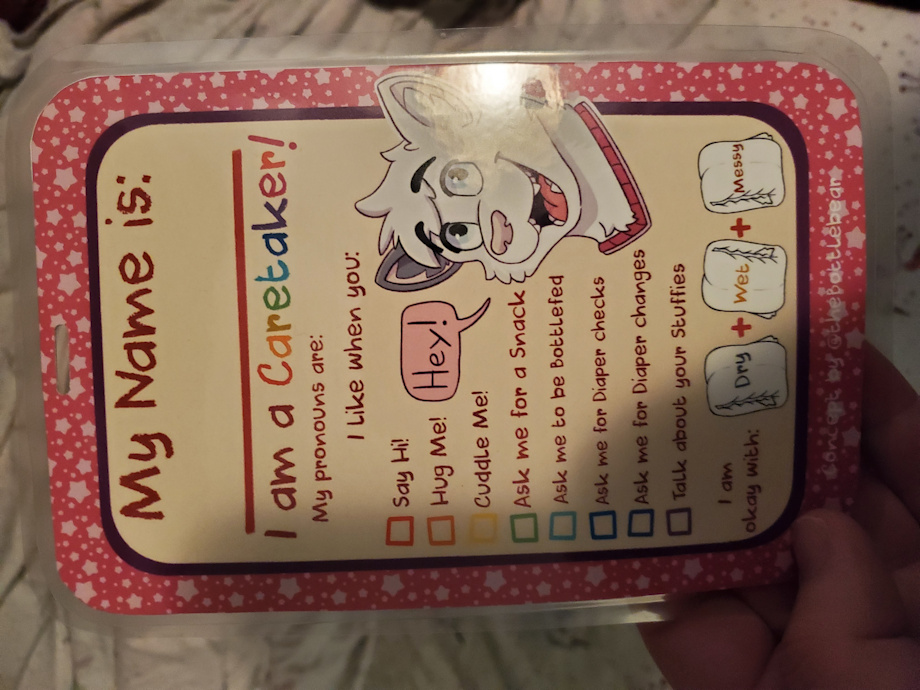 My Name is:
I am a Caretaker!
My pronouns are:
I like when you:
Say Hi!
Hug Me!
Cuddle Me!
Ask me for a Snack
Ask me to be Bottlefed
Ask me for Diaper checks
Ask me for Diaper changes
Talk about your Stuffies
Hey!
I am
okay with:
Dry + Wet + Messy
concept by @theBattlebean